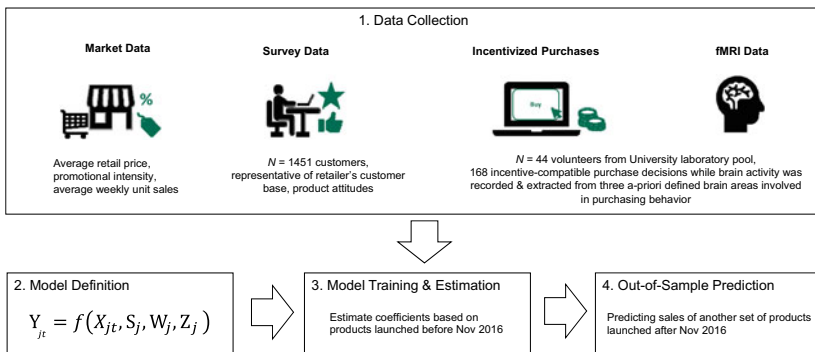 1. Data Collection
Market Data
Survey Data
Incentivized Purchases
fMRI Data
%
Buy
Average retail price,
promotional intensity,
average weekly unit sales
N = 1451 customers,
representative of retailer's customer
base, product attitudes
N = 44 volunteers from University laboratory pool,
168 incentive-compatible purchase decisions while brain activity was
recorded & extracted from three a-priori defined brain areas involved
in purchasing behavior
2. Model Definition
Y_jt = f(X_jt, S_j, W_j, Z_j)
3. Model Training & Estimation
Estimate coefficients based on
products launched before Nov 2016
4. Out-of-Sample Prediction
Predicting sales of another set of products
launched after Nov 2016